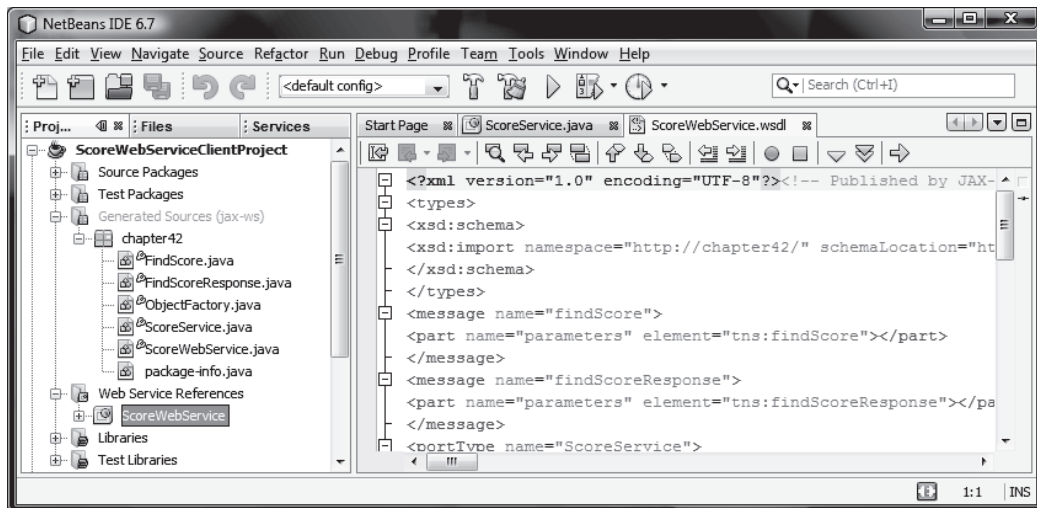 NetBeans IDE 6.7
File Edit View Navigate Source Refactor Run Debug Profile Team Tools Window Help
<default config>
Search (Ctrl+I)
Proj...
Files
Services
Start Page
ScoreService.java
ScoreWebService.wsdl
ScoreWebServiceClientProject
Source Packages
Test Packages
Generated Sources (jax-ws)
chapter42
FindScore.java
FindScoreResponse.java
ObjectFactory.java
ScoreService.java
ScoreWebService.java
package-info.java
Web Service References
ScoreWebService
Libraries
Test Libraries
<?xml version="1.0" encoding="UTF-8"?><!-- Published by JAX-
<types>
<xsd:schema>
<xsd:import namespace="http://chapter42/" schemaLocation="ht
</xsd:schema>
</types>
<message name="findScore">
<part name="parameters" element="tns:findScore"></part>
</message>
<message name="findScoreResponse">
<part name="parameters" element="tns:findScoreResponse"></pa
</message>
<portType name="ScoreService">
1:1 INS